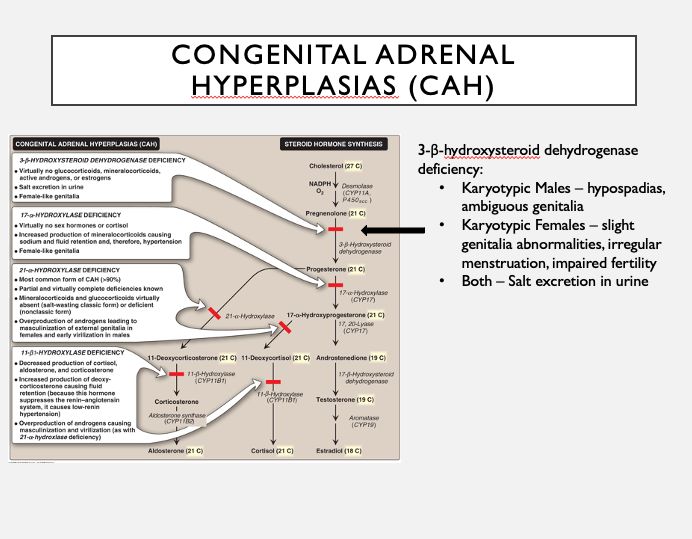 CONGENITAL ADRENAL
HYPERPLASIAS (CAH)
CONGENITAL ADRENAL HYPERPLASIAS (CAH)
3-β-HYDROXYSTEROID DEHYDROGENASE DEFICIENCY
● Virtually no glucocorticoids, mineralocorticoids,
active androgens, or estrogens
● Salt excretion in urine
● Female-like genitalia
17-α-HYDROXYLASE DEFICIENCY
● Virtually no sex hormones or cortisol
● Increased production of mineralocorticoids causing
sodium and fluid retention and, therefore, hypertension
● Female-like genitalia
21-α-HYDROXYLASE DEFICIENCY
● Most common form of CAH (>90%)
● Partial and virtually complete deficiencies known
● Mineralocorticoids and glucocorticoids virtually
absent (salt-wasting classic form) or deficient
(nonclassic form)
● Overproduction of androgens leading to
masculinization of external genitalia in
females and early virilization in males
11-β1-HYDROXYLASE DEFICIENCY
● Decreased production of cortisol,
aldosterone, and corticosterone
● Increased production of deoxy-
corticosterone causing fluid
retention (because this hormone
suppresses the renin–angiotensin
system, it causes low-renin
hypertension)
● Overproduction of androgens causing
masculinization and virilization (as with
21-α-hydroxlase deficiency)
STEROID HORMONE SYNTHESIS
Cholesterol (27 C)
NADPH
O2
Desmolase
(CYP11A,
P450scc )
Pregnenolone (21 C)
3-β-Hydroxysteroid
dehydrogenase
Progesterone (21 C)
17-α-Hydroxylase
(CYP17)
21-α-Hydroxylase
17-α-Hydroxyprogesterone (21 C)
17, 20-Lyase
(CYP17)
11-Deoxycorticosterone (21 C)
11-Deoxycortisol (21 C)
Androstenedione (19 C)
11-β-Hydroxylase
(CYP11B1)
11-β-Hydroxylase
(CYP11B1)
17-β-Hydroxysteroid
dehydrogenase
Corticosterone
Testosterone (19 C)
Aldosterone synthase
(CYP11B2)
Aromatase
(CYP19)
Aldosterone (21 C)
Cortisol (21 C)
Estradiol (18 C)
3-β-hydroxysteroid dehydrogenase
deficiency:
• Karyotypic Males – hypospadias,
ambiguous genitalia
• Karyotypic Females – slight
genitalia abnormalities, irregular
menstruation, impaired fertility
• Both – Salt excretion in urine